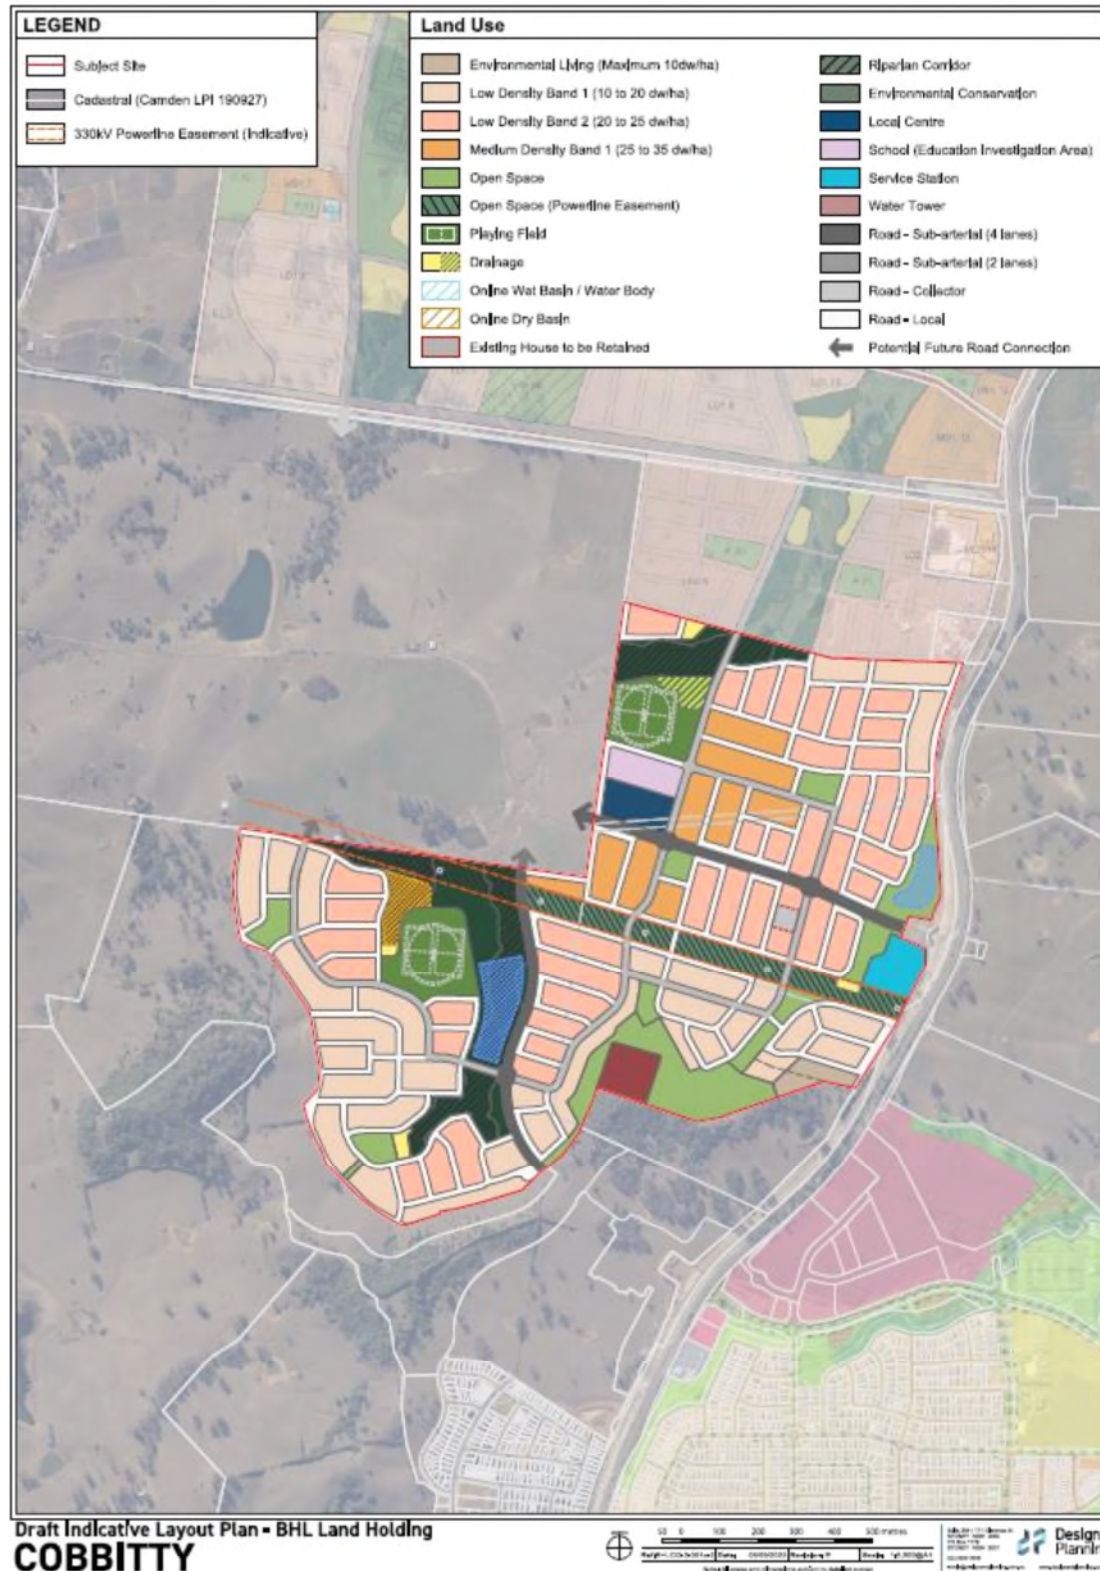 LEGEND
Subject Site
Cadastral (Camden LPI 190927)
330kV Powerline Easement (Indicative)
Land Use
Environmental Living (Maximum 10dw/ha)
Low Density Band 1 (10 to 20 dw/ha)
Low Density Band 2 (20 to 25 dw/ha)
Medium Density Band 1 (25 to 35 dw/ha)
Open Space
Open Space (Powerline Easement)
Playing Field
Drainage
Online Wat Basin / Water Body
Online Dry Basin
Existing House to be Retained
Riparian Corridor
Environmental Conservation
Local Centre
School (Education Investigation Area)
Service Station
Water Tower
Road - Sub-arterial (4 lanes)
Road - Sub-arterial (2 lanes)
Road - Collector
Road - Local
Potential Future Road Connection
Draft Indicative Layout Plan - BHL Land Holding
COBBITTY
50 0 100 200 300 400 500 metres
Design
Plannin